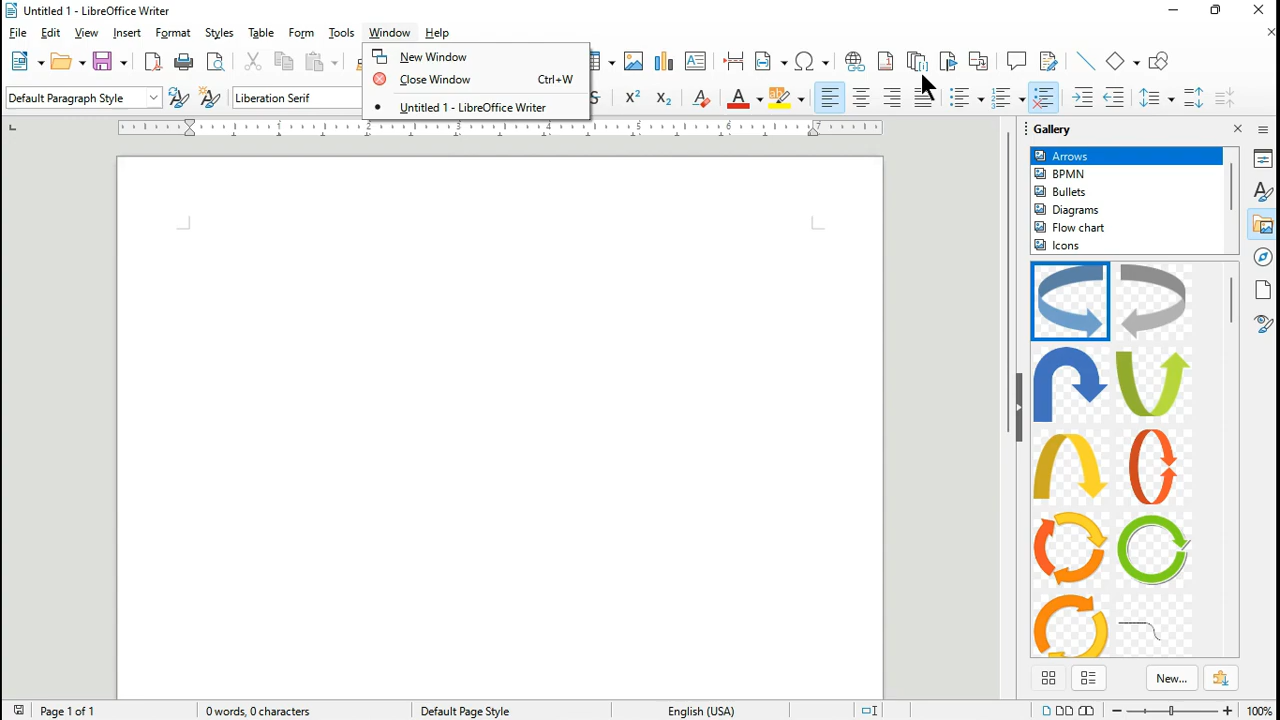 Untitled 1 - LibreOffice Writer
File Edit View Insert Format Styles Table Form Tools Window Help
New Window
Close Window Ctrl+W
Untitled 1 - LibreOffice Writer
Default Paragraph Style
Liberation Serif
Gallery
Arrows
BPMN
Bullets
Diagrams
Flow chart
Icons
New...
Page 1 of 1
0 words, 0 characters
Default Page Style
English (USA)
100%